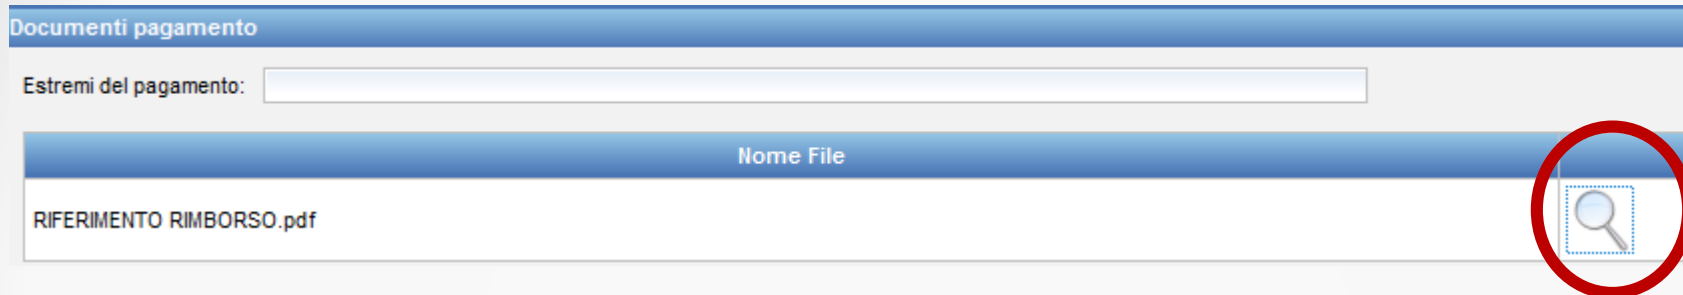 Documenti pagamento
Estremi del pagamento:
Nome File
RIFERIMENTO RIMBORSO.pdf